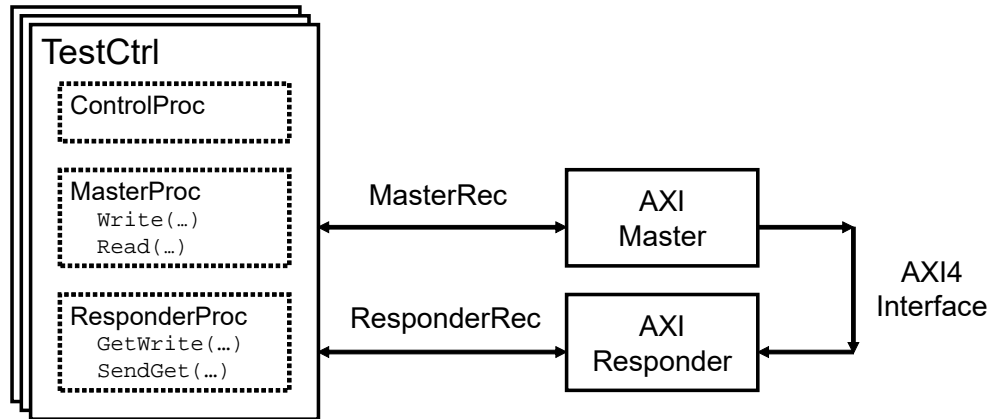 TestCtrl
ControlProc
MasterProc
Write(…)
Read(…)
ResponderProc
GetWrite(…)
SendGet(…)
MasterRec
ResponderRec
AXI
Master
AXI
Responder
AXI4
Interface